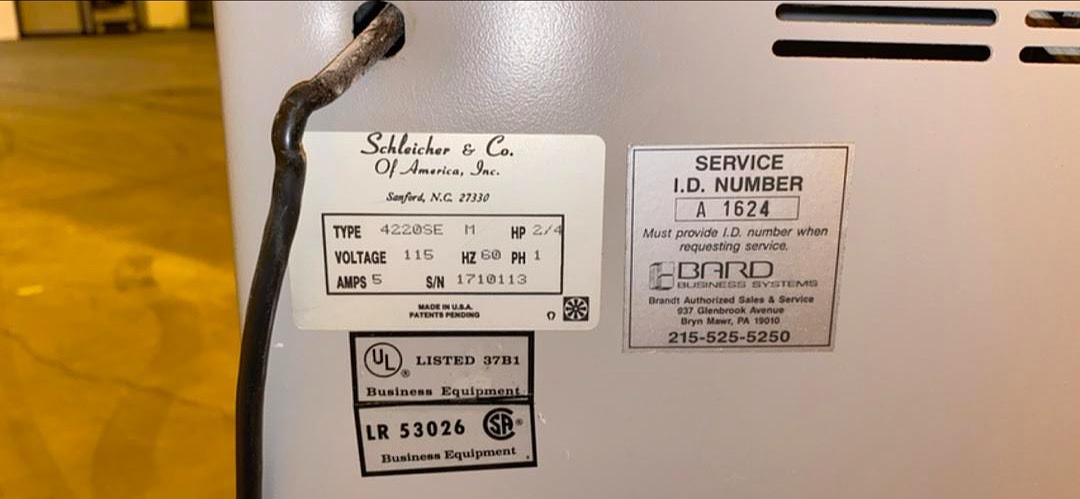 Schleicher & Co.
Of America, Inc.
Sanford, N.C. 27330
TYPE 4220SE M HP 2/4
VOLTAGE 115 HZ 60 PH 1
AMPS 5 S/N 1710113
MADE IN U.S.A.
PATENTS PENDING
UL ® LISTED 37B1
Business Equipment
LR 53026 SA ®
Business Equipment
SERVICE
I.D. NUMBER
A 1624
Must provide I.D. number when
requesting service.
BARD
BUSINESS SYSTEMS
Brandt Authorized Sales & Service
937 Glenbrook Avenue
Bryn Mawr, PA 19010
215-525-5250